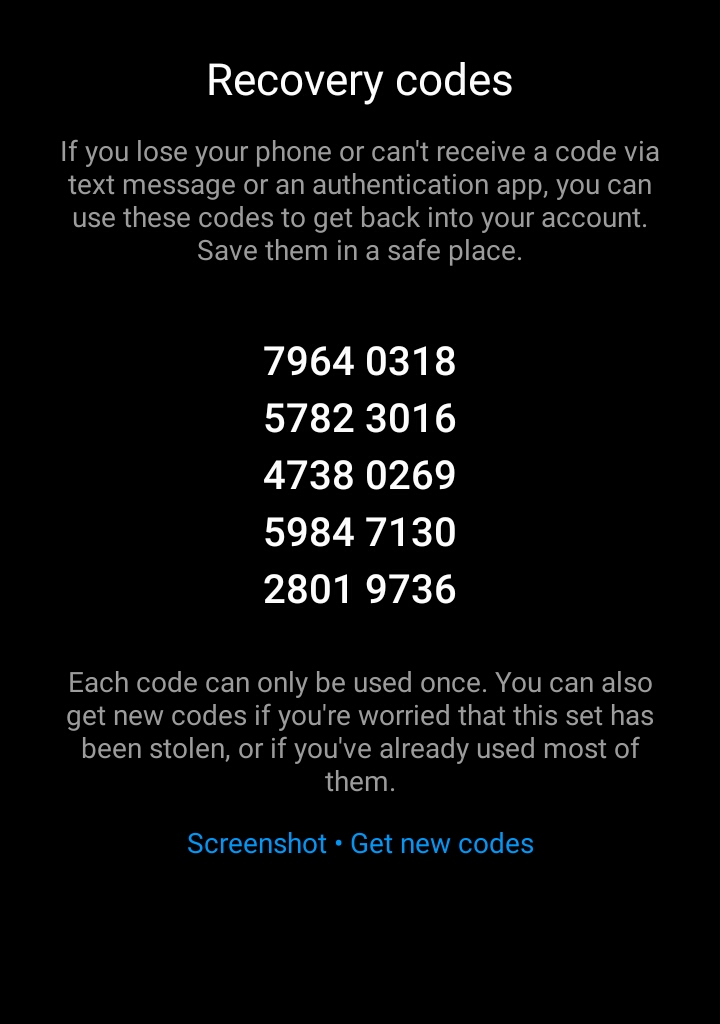 Recovery codes
If you lose your phone or can't receive a code via
text message or an authentication app, you can
use these codes to get back into your account.
Save them in a safe place.
7964 0318
5782 3016
4738 0269
5984 7130
2801 9736
Each code can only be used once. You can also
get new codes if you're worried that this set has
been stolen, or if you've already used most of
them.
Screenshot • Get new codes